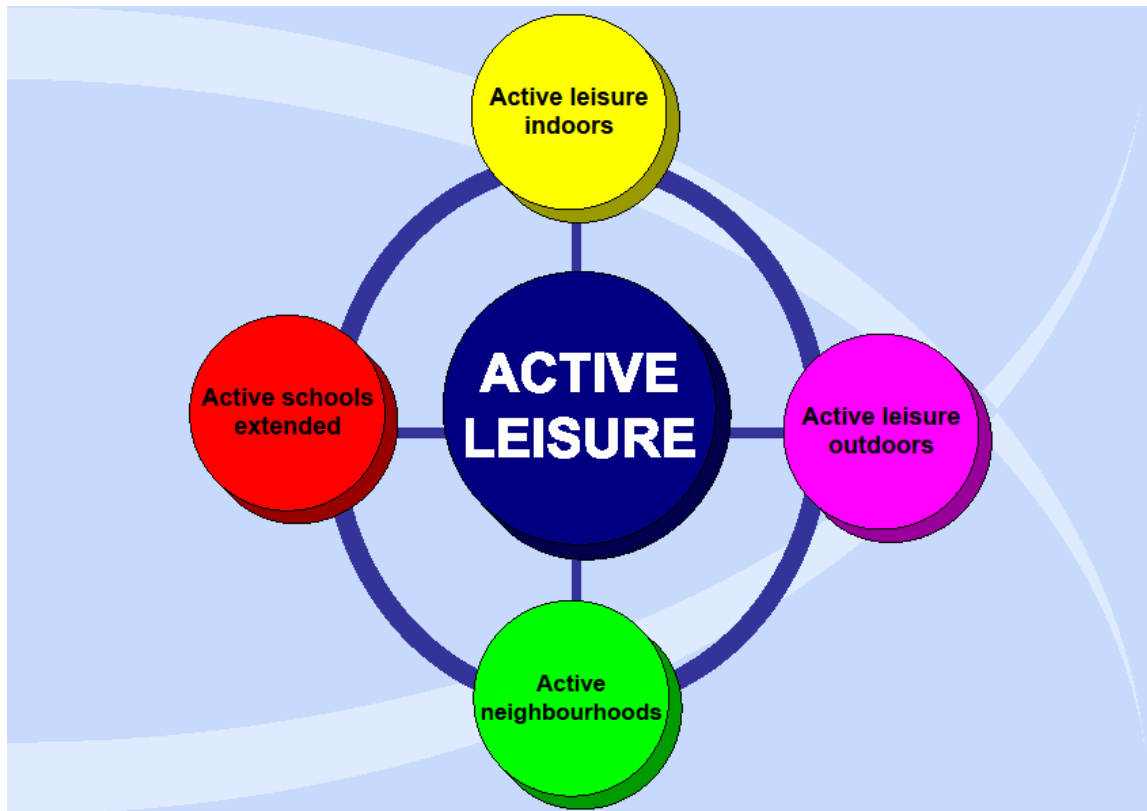 Active leisure
indoors
ACTIVE
LEISURE
Active schools
extended
Active leisure
outdoors
Active
neighbourhoods